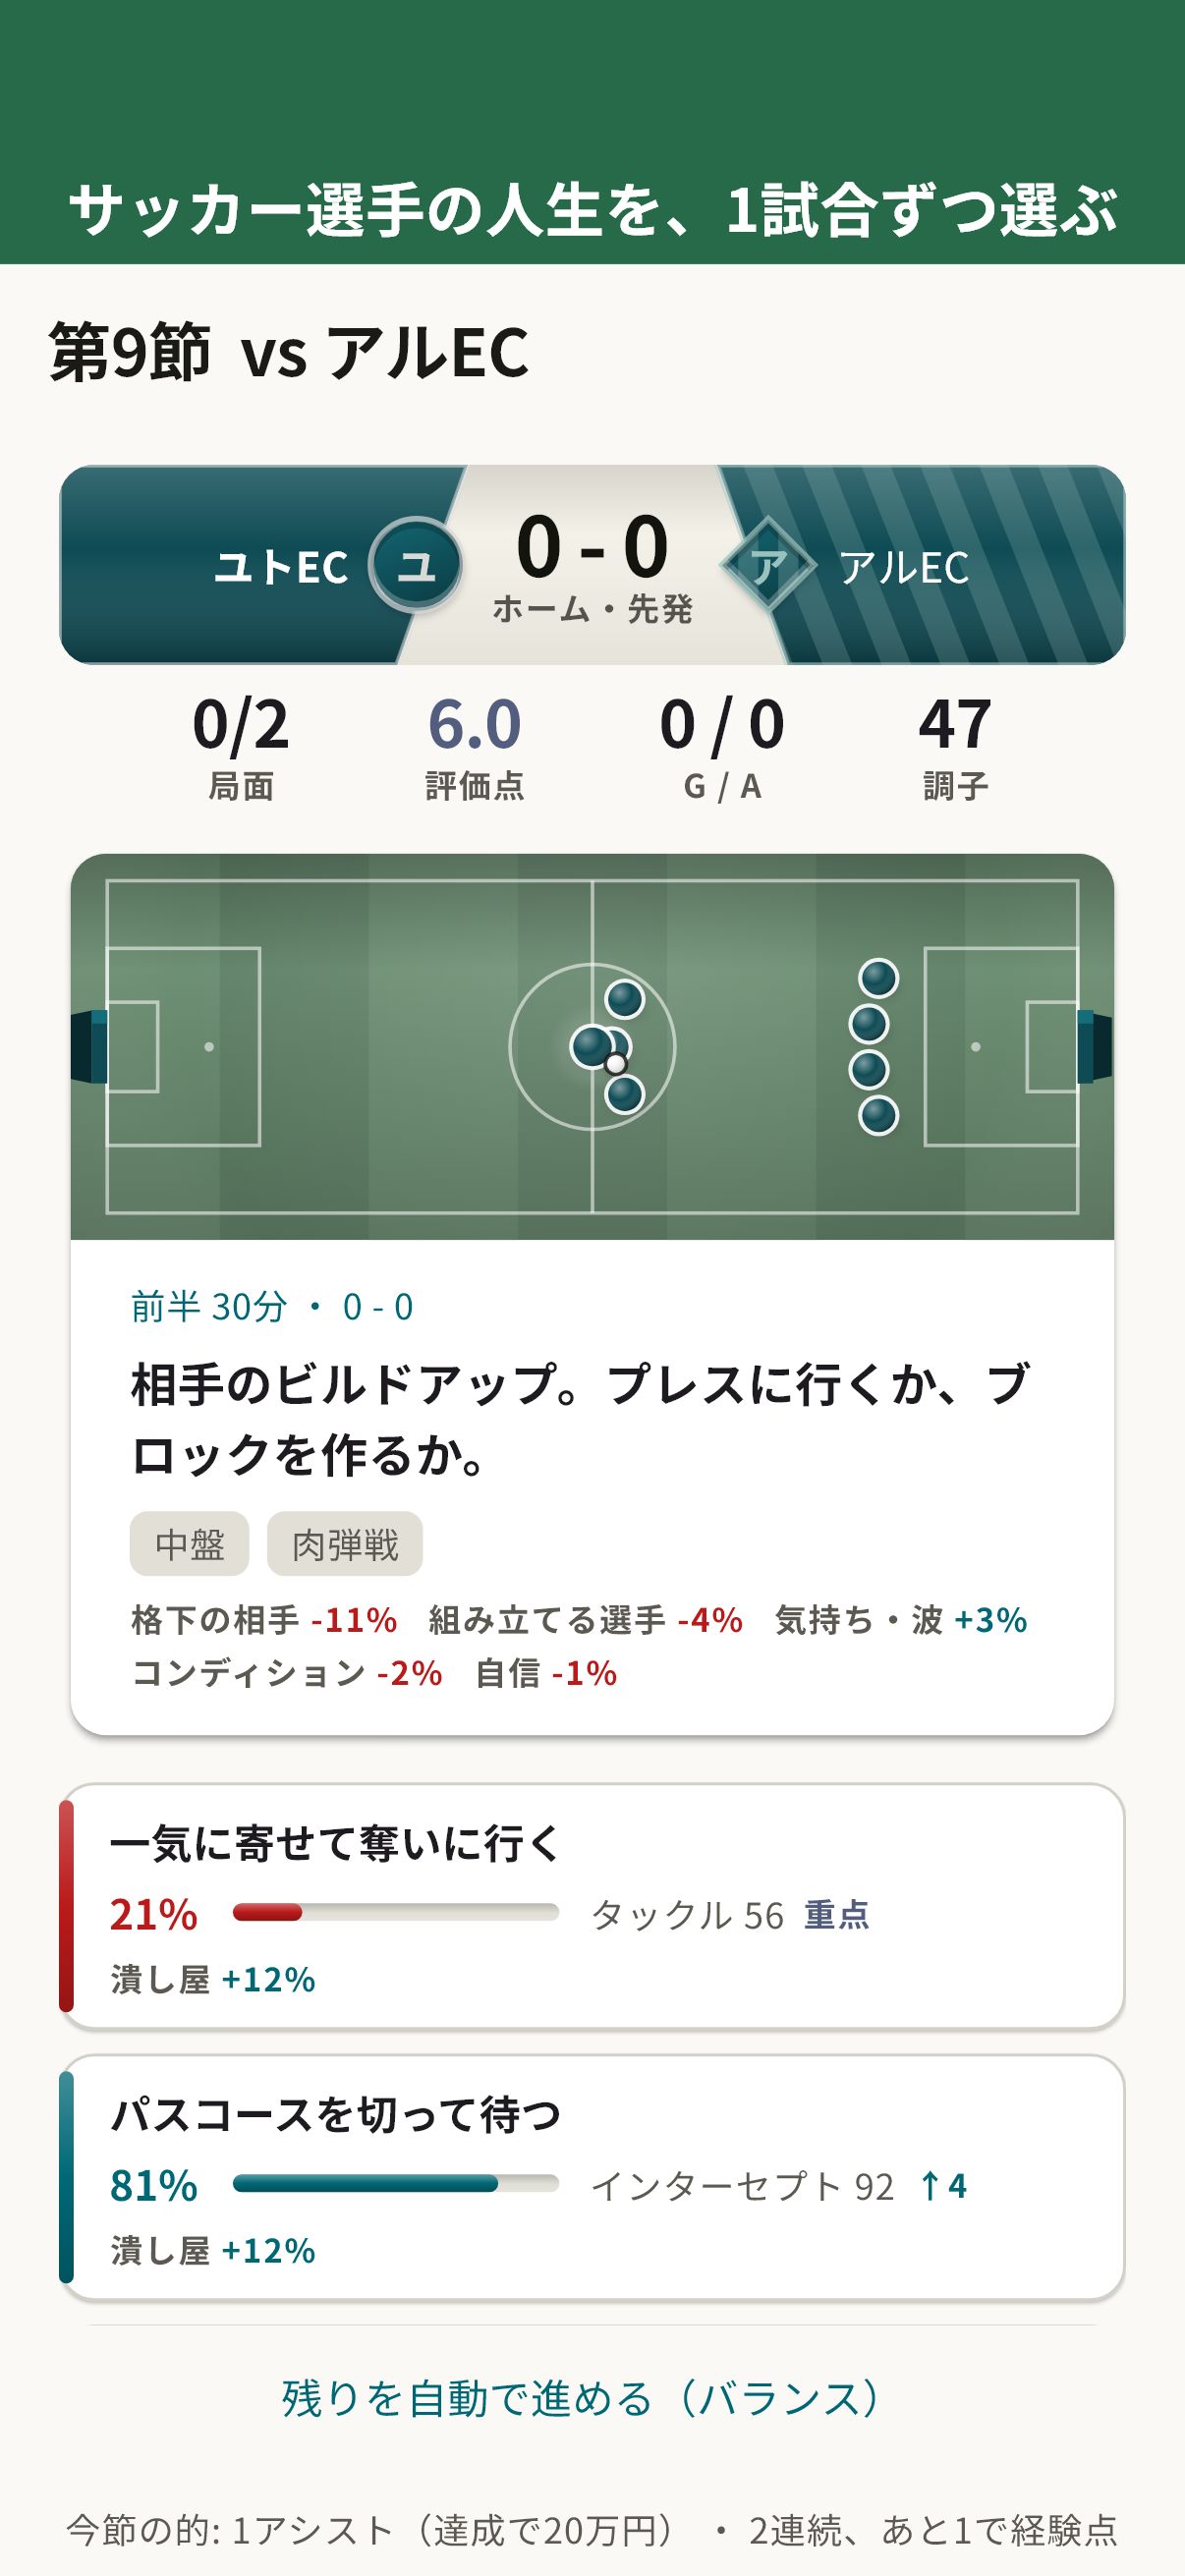 サッカー選手の人生を、1試合ずつ選ぶ
第9節 vs アルEC
ユトEC ユ 0 - 0 ア アルEC
ホーム・先発
0/2 6.0 0 / 0 47
局面 評価点 G / A 調子
前半 30分 ・ 0 - 0
相手のビルドアップ。プレスに行くか、ブ
ロックを作るか。
中盤 肉弾戦
格下の相手 -11% 組み立てる選手 -4% 気持ち・波 +3%
コンディション -2% 自信 -1%
一気に寄せて奪いに行く
21% タックル 56 重点
潰し屋 +12%
パスコースを切って待つ
81% インターセプト 92 ↑4
潰し屋 +12%
残りを自動で進める（バランス）
今節の的: 1アシスト（達成で20万円） ・ 2連続、あと1で経験点